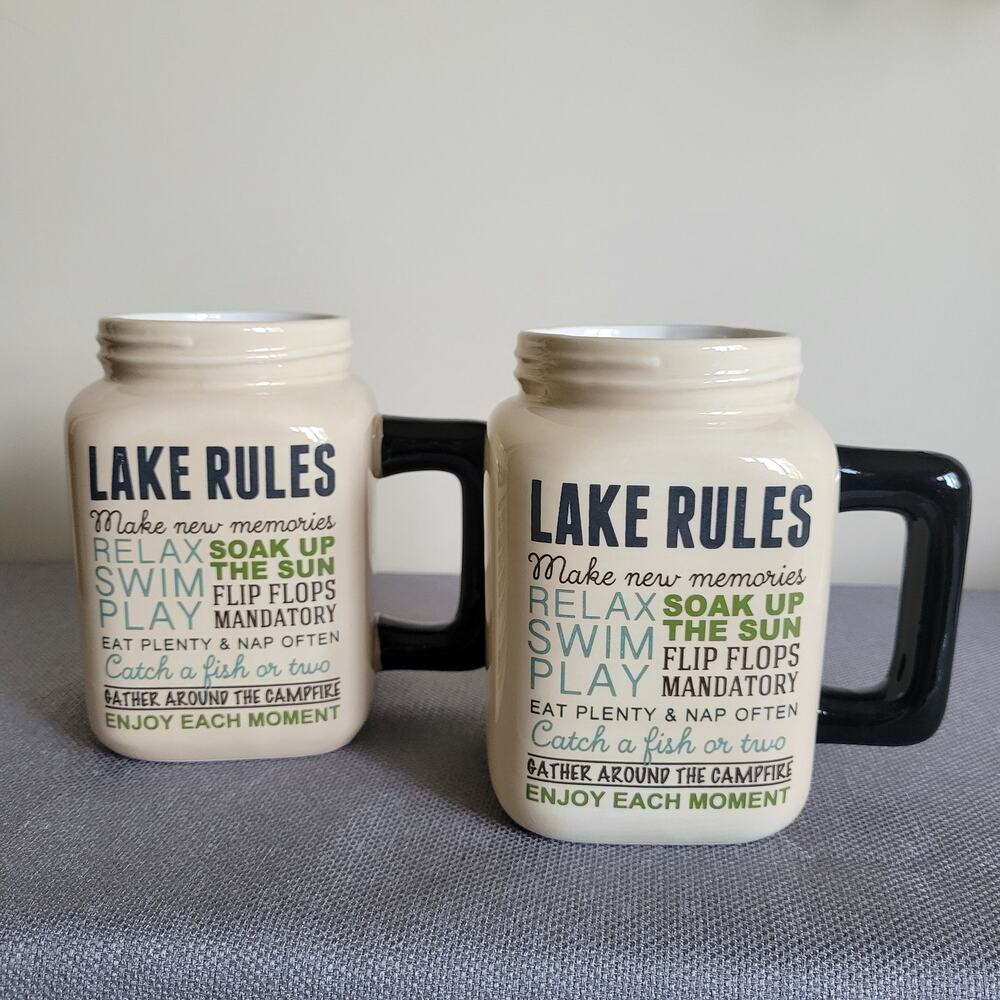 LAKE RULES
Make new memories
RELAX
SWIM
PLAY
SOAK UP
THE SUN
FLIP FLOPS
MANDATORY
EAT PLENTY & NAP OFTEN
Catch a fish or two
GATHER AROUND THE CAMPFIRE
ENJOY EACH MOMENT
LAKE RULES
Make new memories
RELAX
SWIM
PLAY
SOAK UP
THE SUN
FLIP FLOPS
MANDATORY
EAT PLENTY & NAP OFTEN
Catch a fish or two
GATHER AROUND THE CAMPFIRE
ENJOY EACH MOMENT